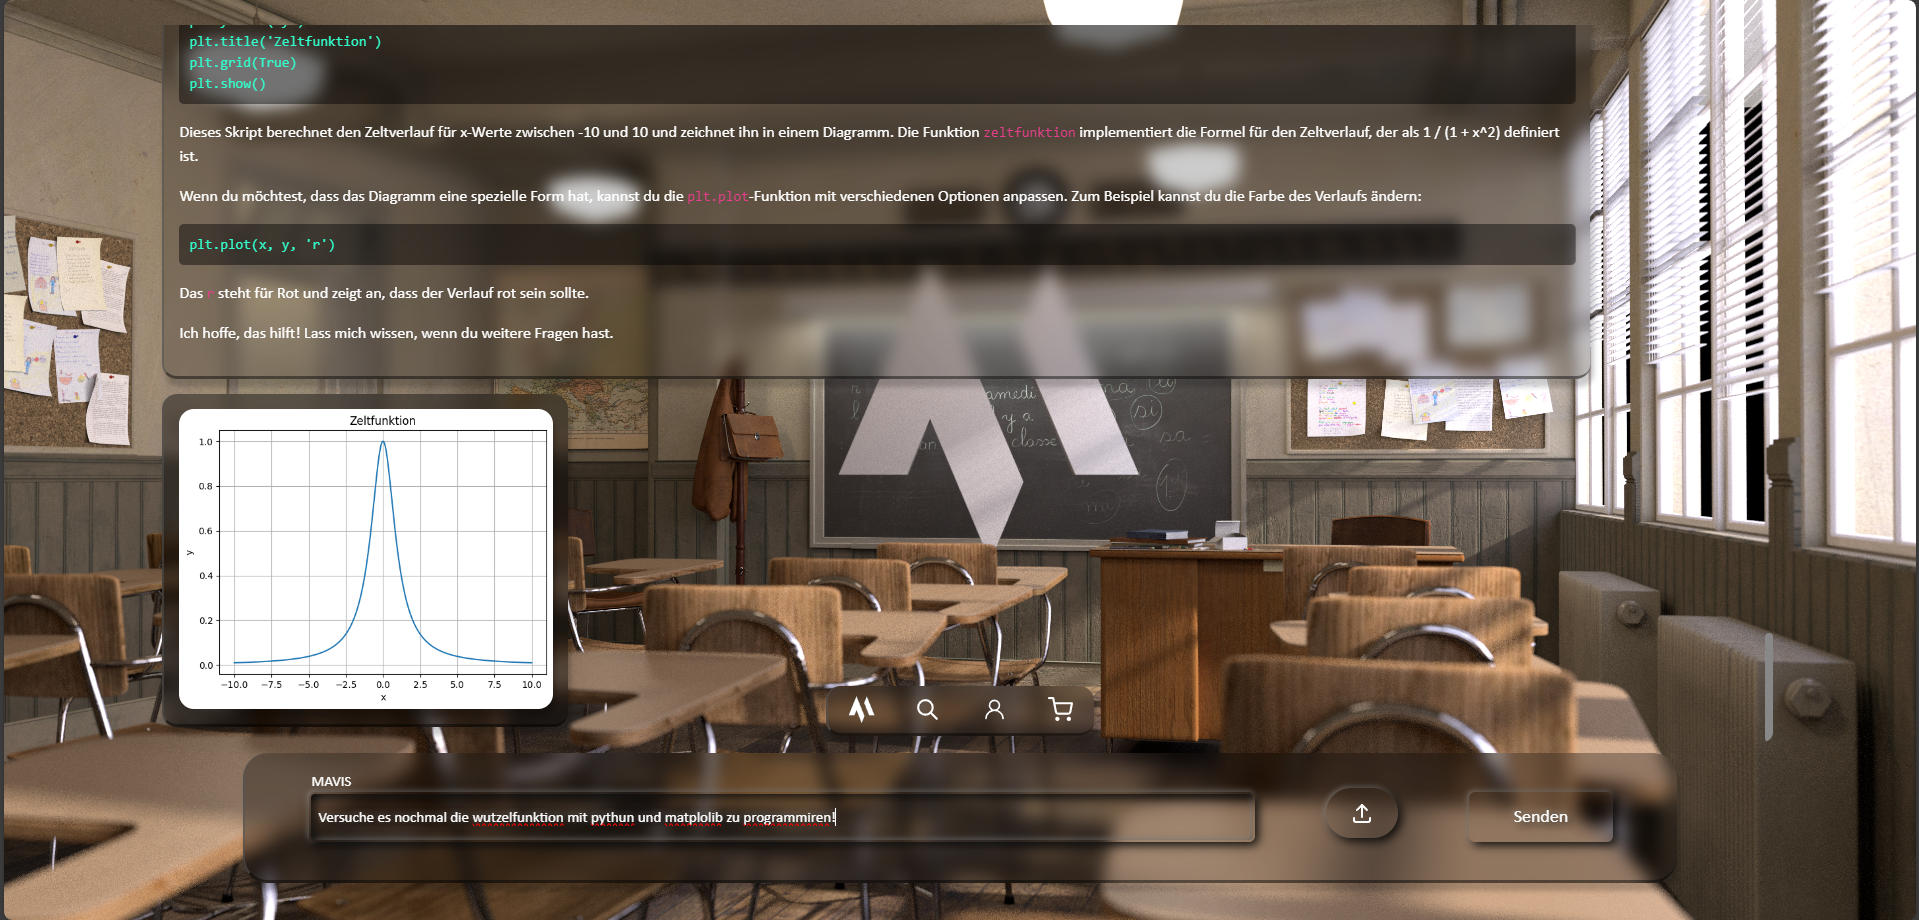 plt.title('Zeltfunktion')
plt.grid(True)
plt.show()
Dieses Skript berechnet den Zeltverlauf für x-Werte zwischen -10 und 10 und zeichnet ihn in einem Diagramm. Die Funktion zeltfunktion implementiert die Formel für den Zeltverlauf, der als 1 / (1 + x^2) definiert
ist.
Wenn du möchtest, dass das Diagramm eine spezielle Form hat, kannst du die plt.plot-Funktion mit verschiedenen Optionen anpassen. Zum Beispiel kannst du die Farbe des Verlaufs ändern:
plt.plot(x, y, 'r')
Das r steht für Rot und zeigt an, dass der Verlauf rot sein sollte.
Ich hoffe, das hilft! Lass mich wissen, wenn du weitere Fragen hast.
amedi
si
y a
classe
sa =
Zeltfunktion
1.0
0.8
0.6
y
0.4
0.2
0.0
−10.0 −7.5 −5.0 −2.5 0.0 2.5 5.0 7.5 10.0
x
MAVIS
Versuche es nochmal die wutzelfunktion mit pythun und matplolib zu programmiren!
Senden